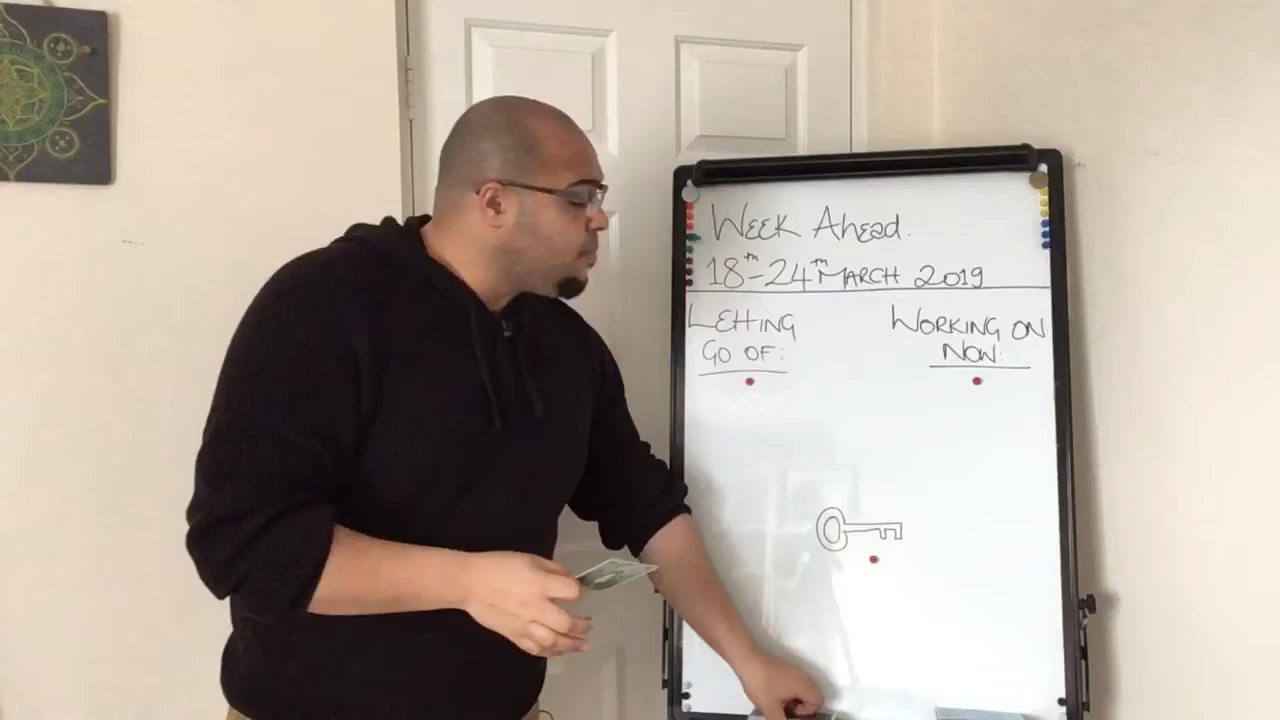 WEEK AHEAD:
18th-24th MARCH 2019
LETTING
GO OF:
WORKING ON
NOW: